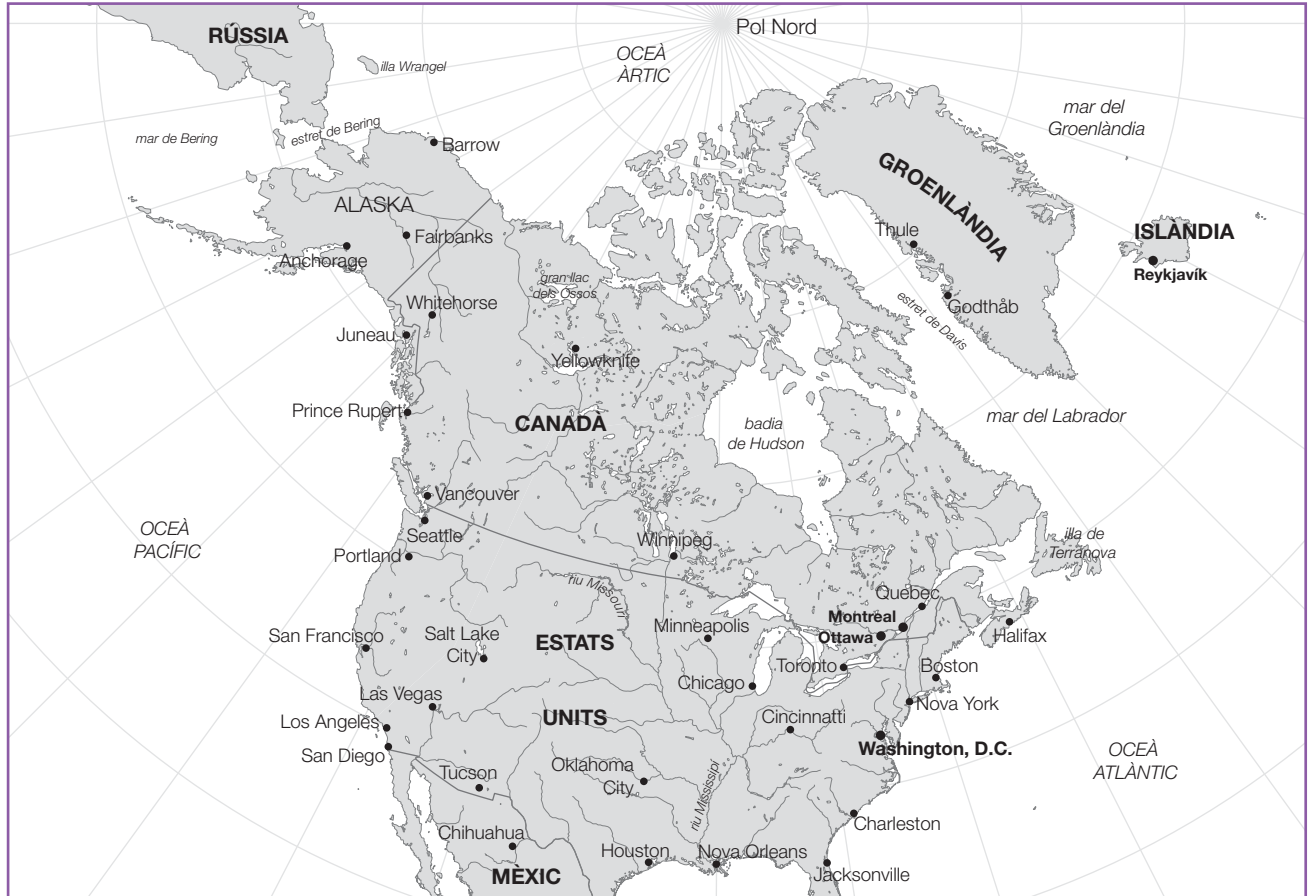 RÚSSIA
Pol Nord
OCEÀ
ÀRTIC
illa Wrangel
mar del
Groenlàndia
estret de Bering
mar de Bering
Barrow
GROENLÀNDIA
ALASKA
Thule
ISLÀNDIA
Fairbanks
Anchorage
Reykjavík
gran llac
dels Óssos
Whitehorse
Godthåb
estret de Davis
Juneau
Yellowknife
Prince Rupert
CANADÀ
mar del Labrador
badia
de Hudson
Vancouver
OCEÀ
PACÍFIC
Seattle
Winnipeg
illa de
Terranova
Portland
riu Missouri
Quebec
Montreal
Ottawa
Minneapolis
San Francisco
Salt Lake
City
ESTATS
Halifax
Toronto
Boston
Chicago
Las Vegas
Nova York
Los Angeles
UNITS
Cincinnatti
San Diego
Washington, D.C.
OCEÀ
ATLÀNTIC
Tucson
Oklahoma
City
riu Mississipí
Charleston
Chihuahua
Houston
Nova Orleans
MÈXIC
Jacksonville